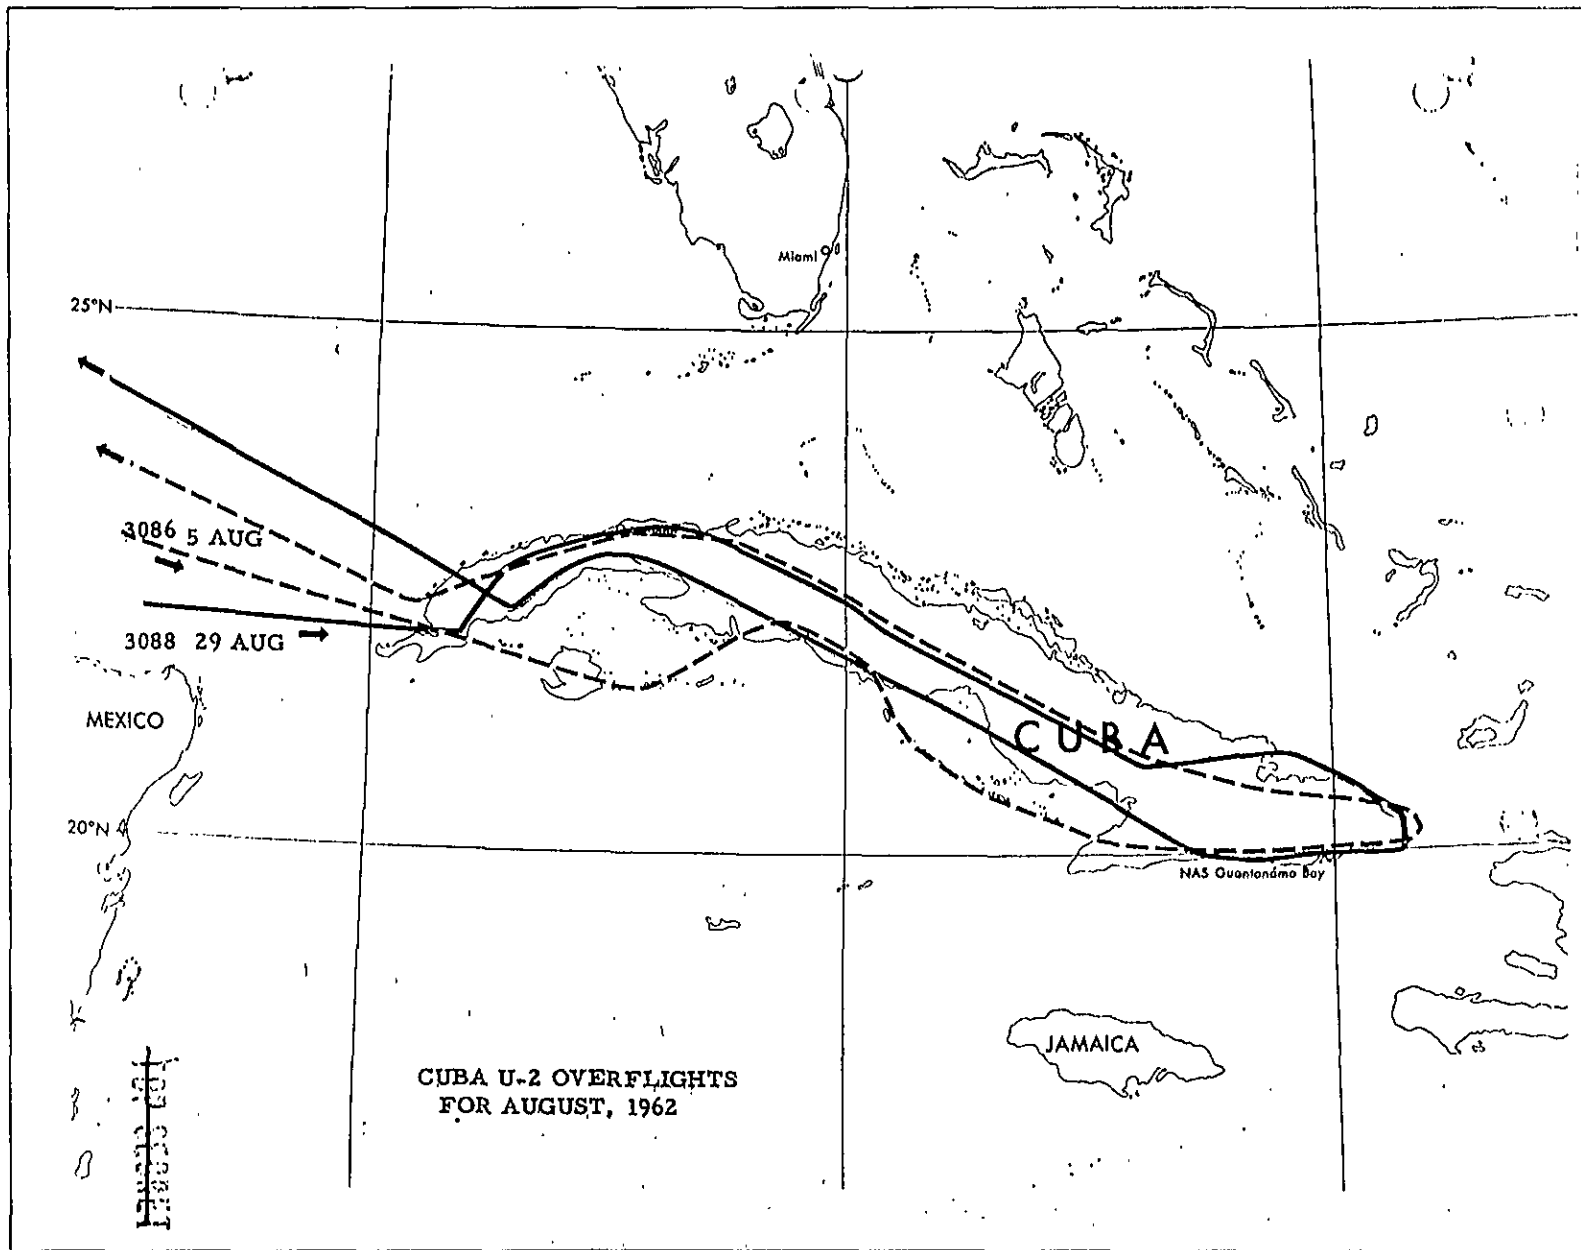 Miami
25°N
3086 5 AUG
3088 29 AUG
MEXICO
CUBA
20°N
NAS Guantanamo Bay
JAMAICA
CUBA U-2 OVERFLIGHTS
FOR AUGUST, 1962